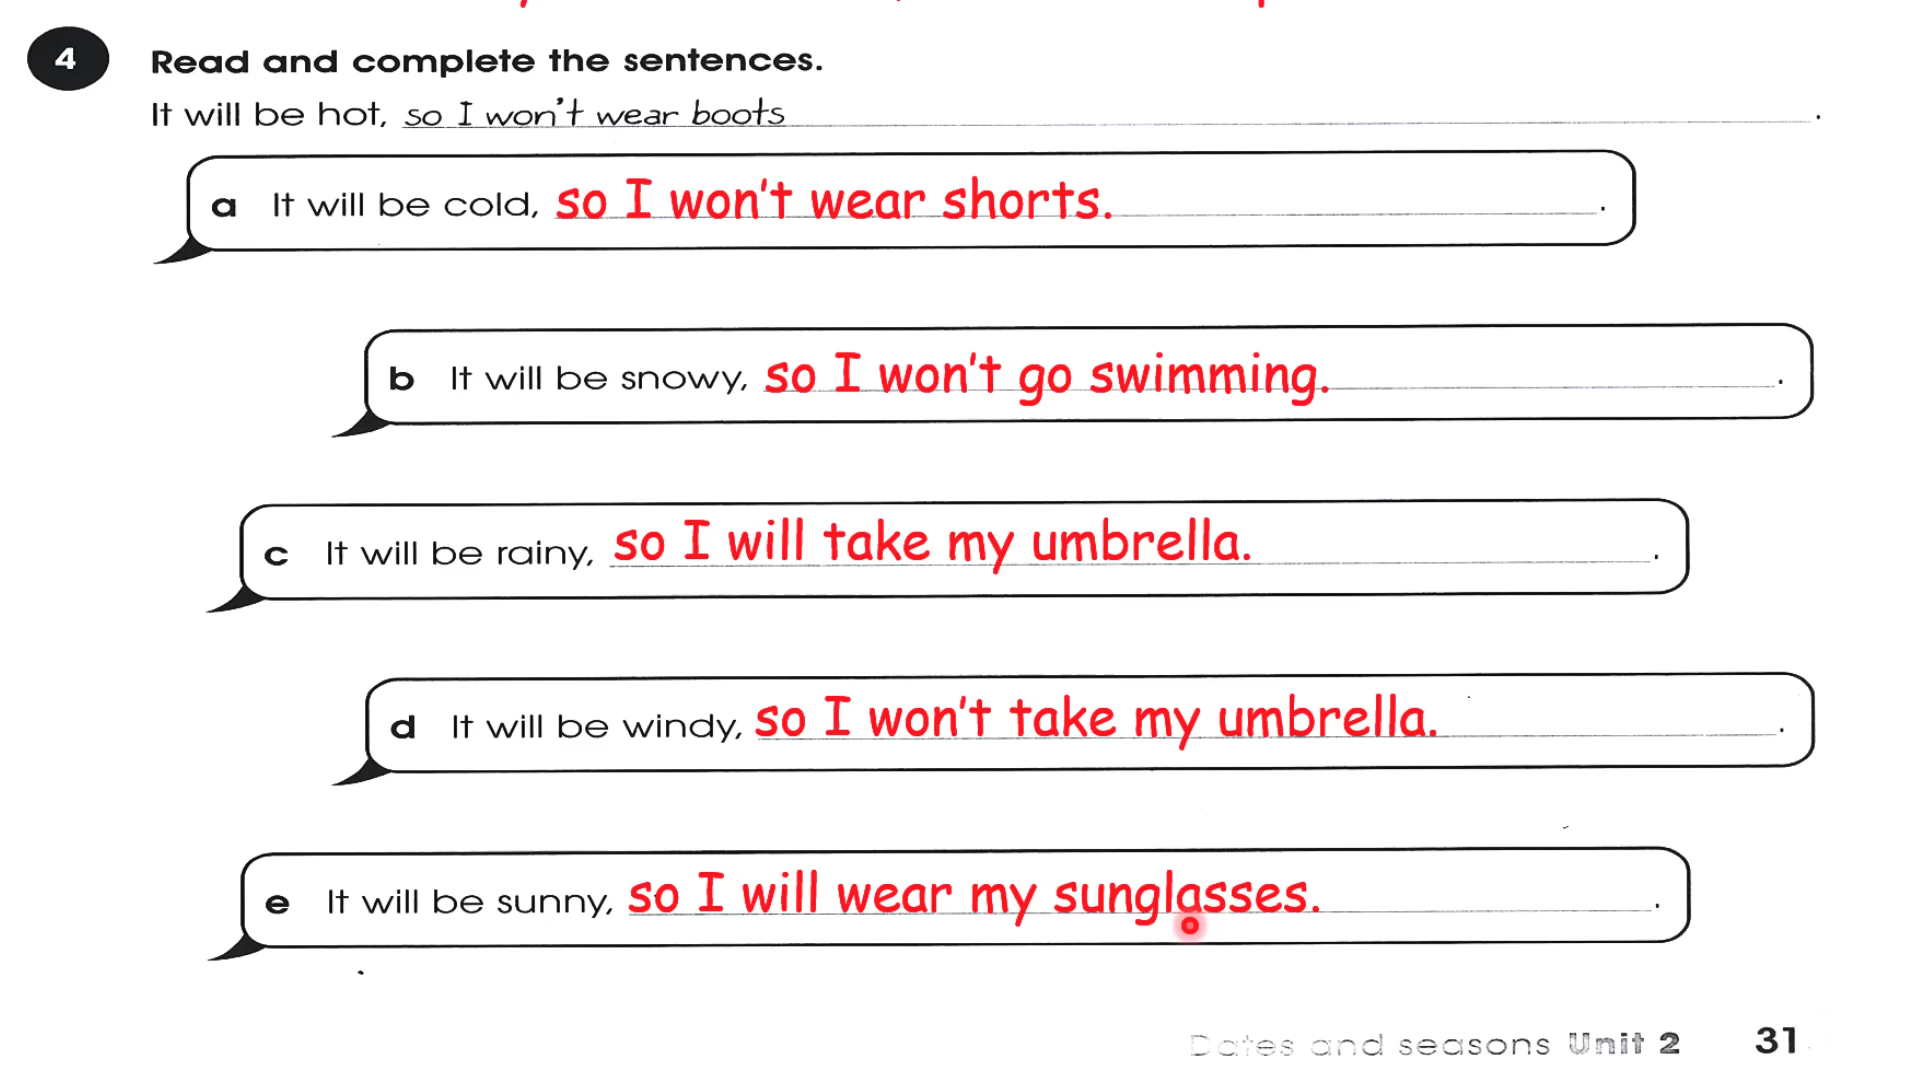 4 Read and complete the sentences.
It will be hot, so I won't wear boots .
a It will be cold, so I won't wear shorts. .
b It will be snowy, so I won't go swimming. .
c It will be rainy, so I will take my umbrella. .
d It will be windy, so I won't take my umbrella. .
e It will be sunny, so I will wear my sunglasses. .
Dates and seasons Unit 2 31